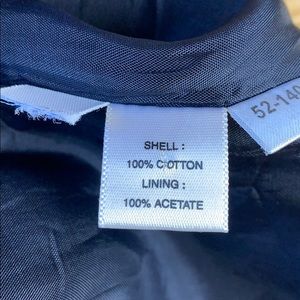 SHELL :
100% COTTON
LINING :
100% ACETATE
52-140